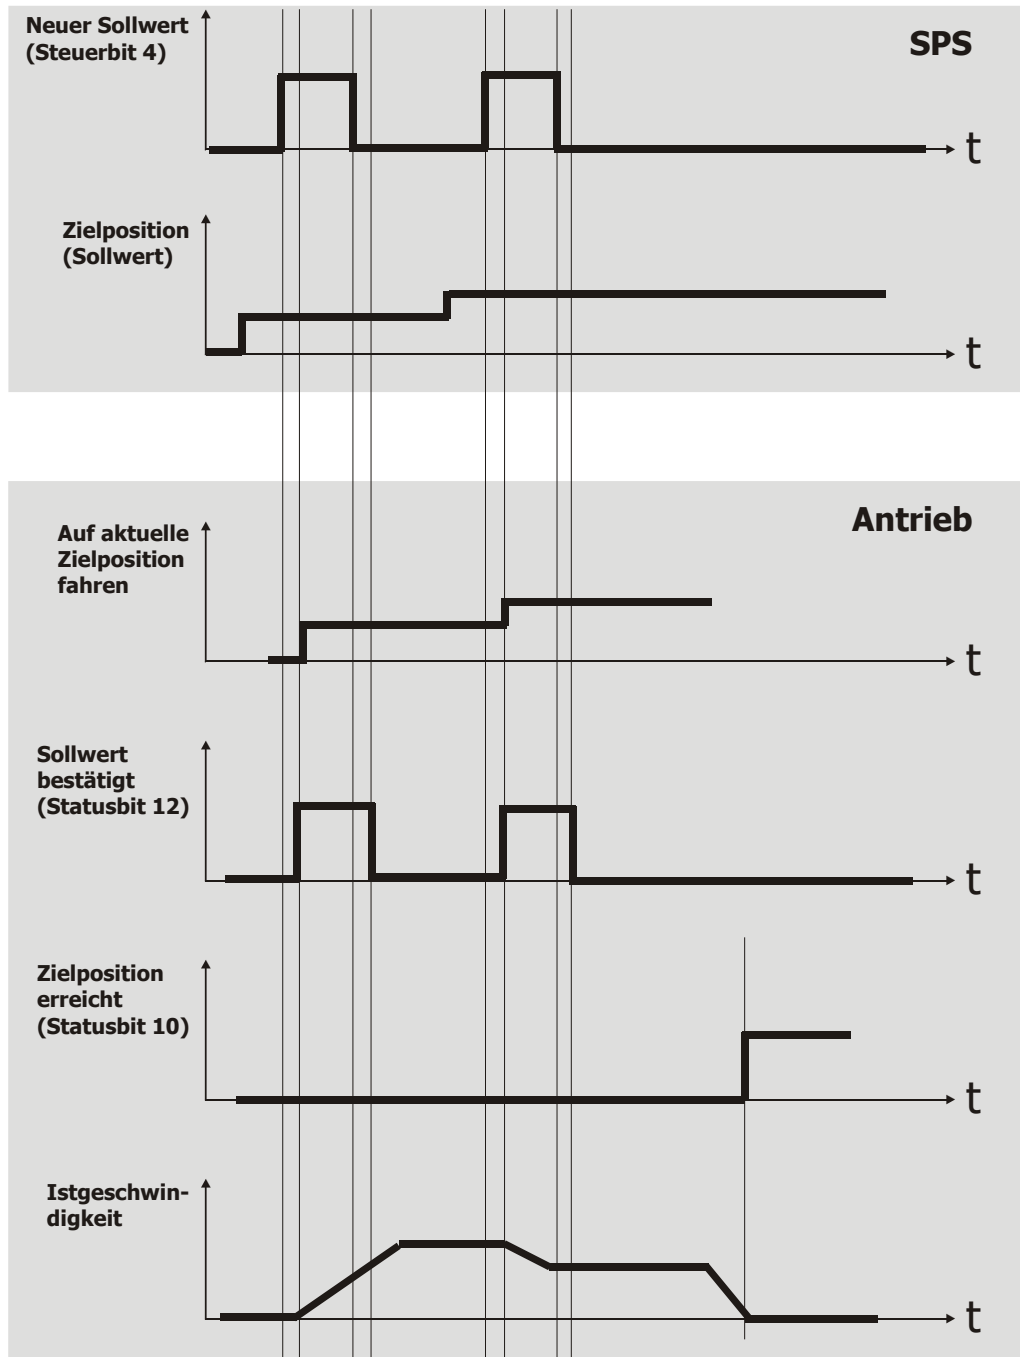 Neuer Sollwert
(Steuerbit 4)
SPS
t
Zielposition
(Sollwert)
t
Antrieb
Auf aktuelle
Zielposition
fahren
t
Sollwert
bestätigt
(Statusbit 12)
t
Zielposition
erreicht
(Statusbit 10)
t
Istgeschwin-
digkeit
t